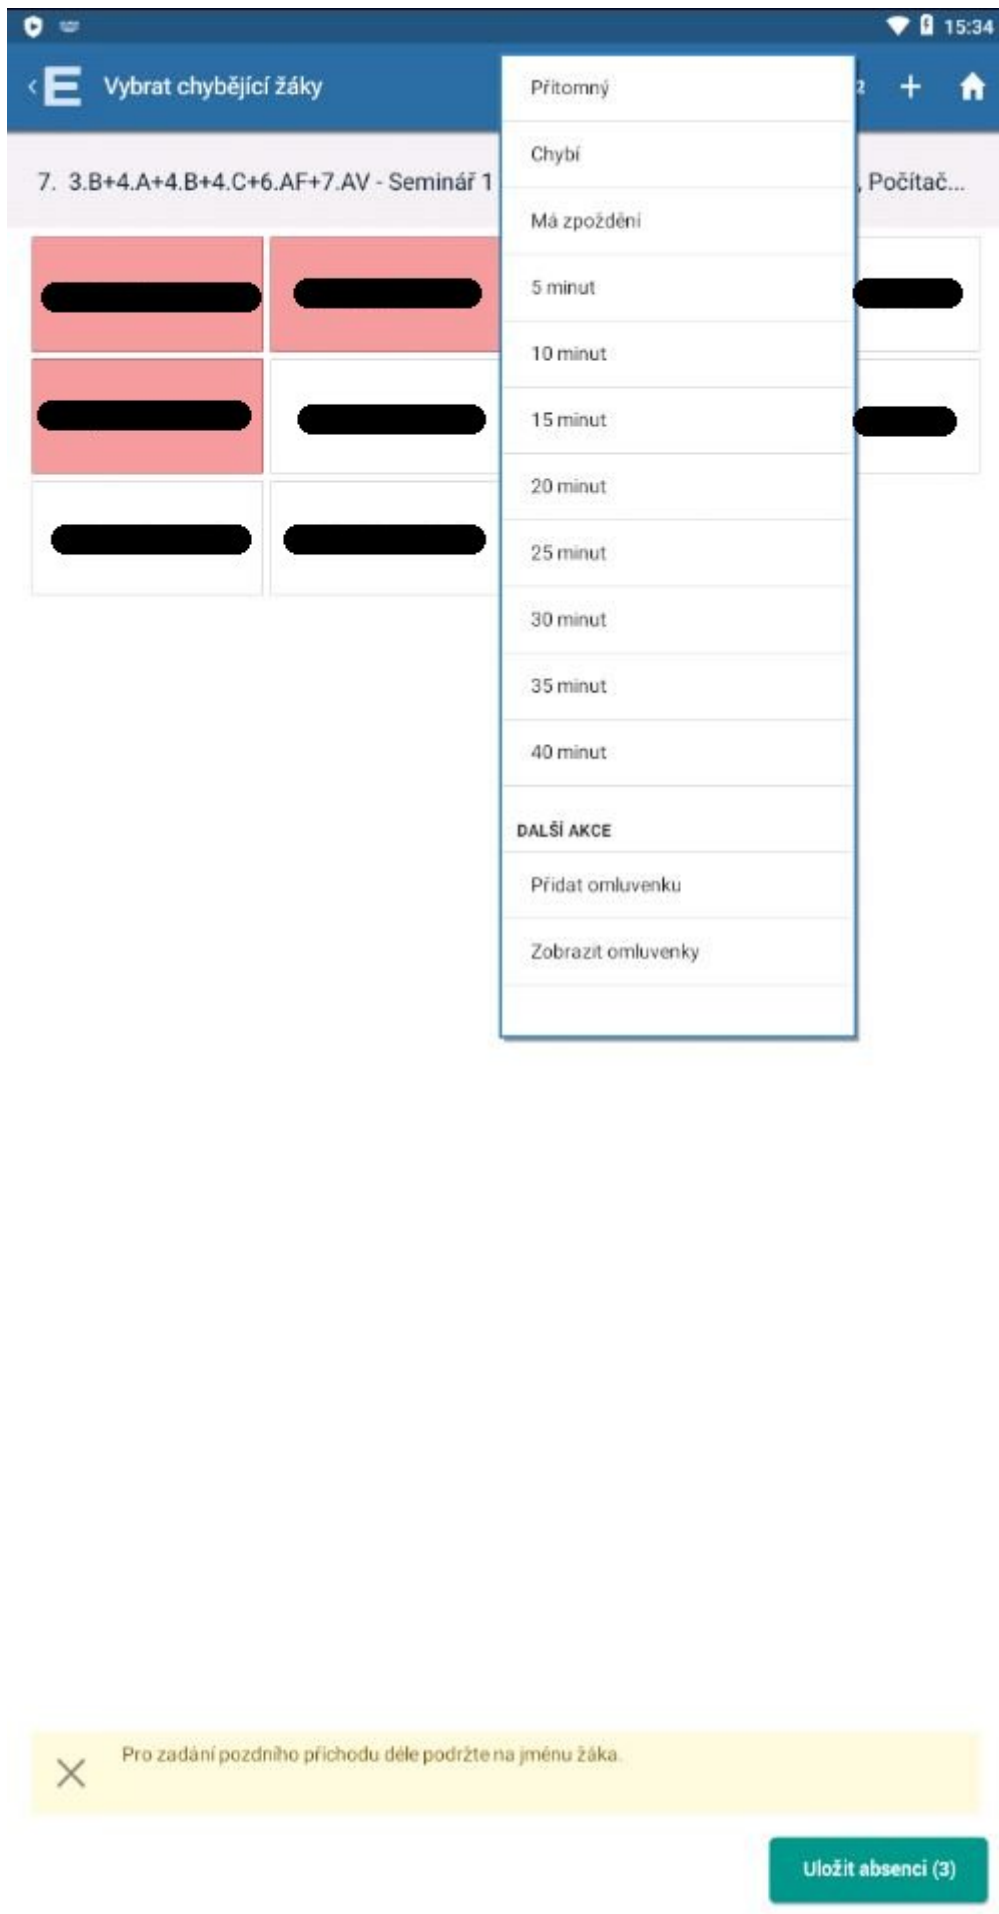 15:34
E Vybrat chybějící žáky
7. 3.B+4.A+4.B+4.C+6.AF+7.AV - Seminář 1
, Počítač...
Přítomný
Chybí
Má zpoždění
5 minut
10 minut
15 minut
20 minut
25 minut
30 minut
35 minut
40 minut
DALŠÍ AKCE
Přidat omluvenku
Zobrazit omluvenky
Pro zadání pozdního příchodu déle podržte na jménu žáka.
Uložit absenci (3)